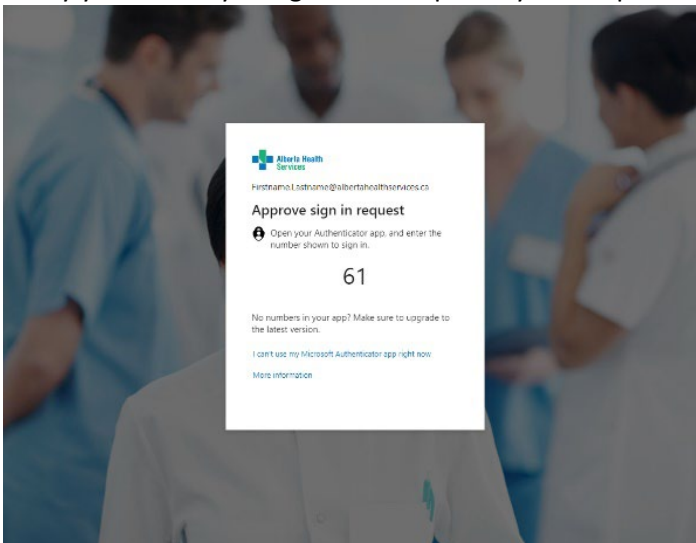 Alberta Health
Services
Firstname.Lastname@albertahealthservices.ca
Approve sign in request
Open your Authenticator app, and enter the
number shown to sign in.
61
No numbers in your app? Make sure to upgrade to
the latest version.
I can't use my Microsoft Authenticator app right now
More information